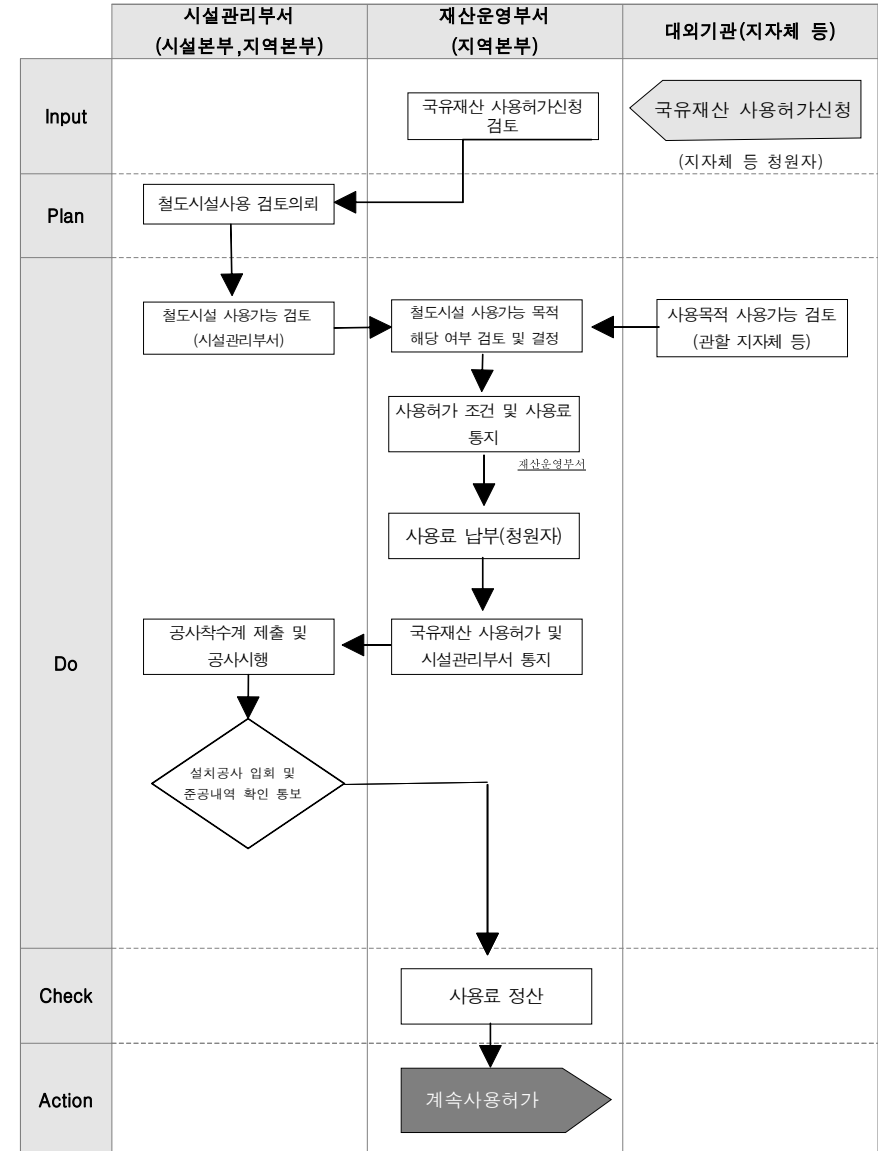 시설관리부서
(시설본부,지역본부)
재산운영부서
(지역본부)
대외기관(지자체 등)
Input
국유재산 사용허가신청
검토
국유재산 사용허가신청
(지자체 등 청원자)
Plan
철도시설사용 검토의뢰
Do
철도시설 사용가능 검토
(시설관리부서)
철도시설 사용가능 목적
해당 여부 검토 및 결정
사용목적 사용가능 검토
(관할 지자체 등)
사용허가 조건 및 사용료
통지
재산운영부서
사용료 납부(청원자)
공사착수계 제출 및
공사시행
국유재산 사용허가 및
시설관리부서 통지
설치공사 입회 및
준공내역 확인 통보
Check
사용료 정산
Action
계속사용허가